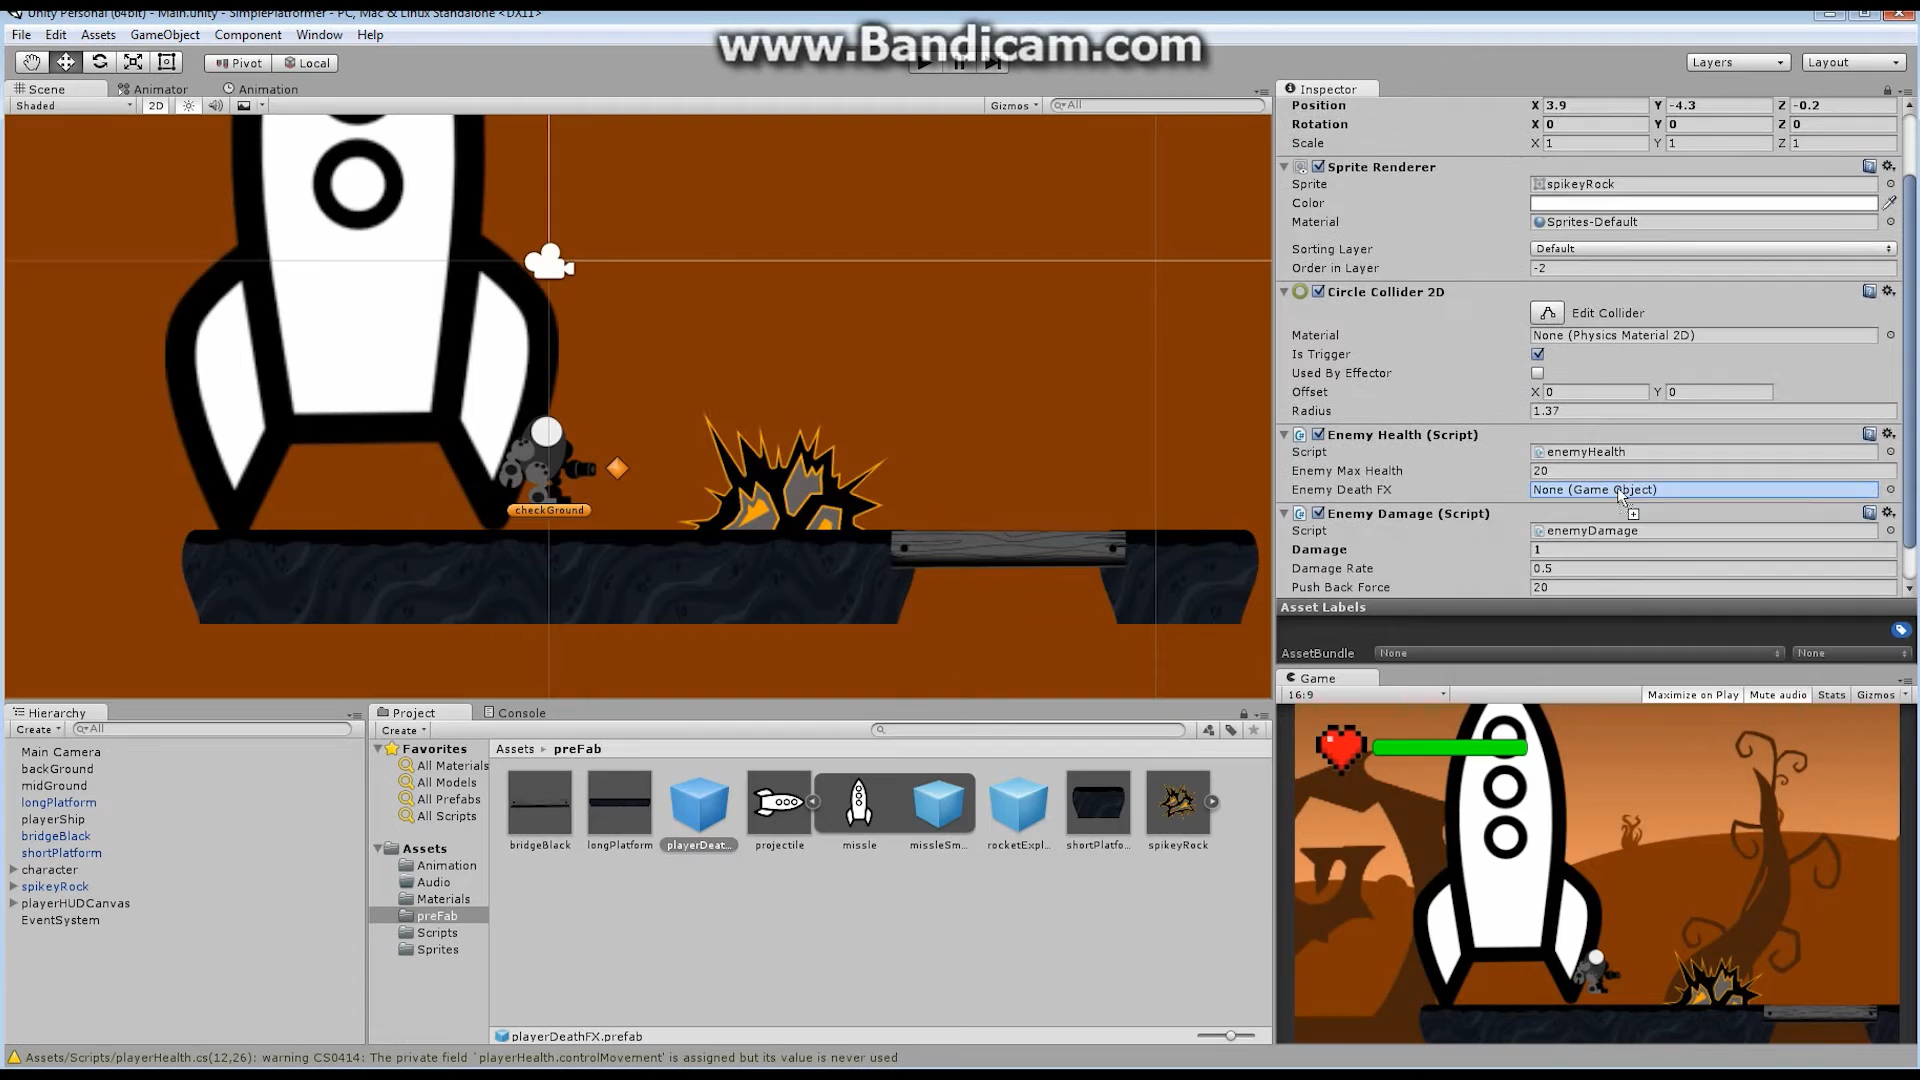 Unity Personal (64bit) - Main.unity - SimplePlatformer - PC, Mac & Linux Standalone <DX11>
www.Bandicam.com
File Edit Assets GameObject Component Window Help
Pivot Local Layers Layout
Scene Animator Animation Inspector
Shaded 2D Gizmos All
Position X 3.9 Y -4.3 Z -0.2
Rotation X 0 Y 0 Z 0
Scale X 1 Y 1 Z 1
Sprite Renderer
Sprite spikeyRock
Color
Material Sprites-Default
Sorting Layer Default
Order in Layer -2
Circle Collider 2D
Edit Collider
Material None (Physics Material 2D)
Is Trigger
Used By Effector
Offset X 0 Y 0
Radius 1.37
Enemy Health (Script)
Script enemyHealth
Enemy Max Health 20
Enemy Death FX None (Game Object)
Enemy Damage (Script)
Script enemyDamage
Damage 1
Damage Rate 0.5
Push Back Force 20
checkGround
Asset Labels
AssetBundle None None
Game
16:9 Maximize on Play Mute audio Stats Gizmos
Hierarchy
Create All
Main Camera
backGround
midGround
longPlatform
playerShip
bridgeBlack
shortPlatform
character
spikeyRock
playerHUDCanvas
EventSystem
Project Console
Create
Favorites
All Materials
All Models
All Prefabs
All Scripts
Assets
Animation
Audio
Materials
preFab
Scripts
Sprites
Assets preFab
bridgeBlack longPlatform playerDeat... projectile missle missleSm... rocketExpl... shortPlatfo... spikeyRock
playerDeathFX.prefab
Assets/Scripts/playerHealth.cs(12,26): warning CS0414: The private field `playerHealth.controlMovement' is assigned but its value is never used